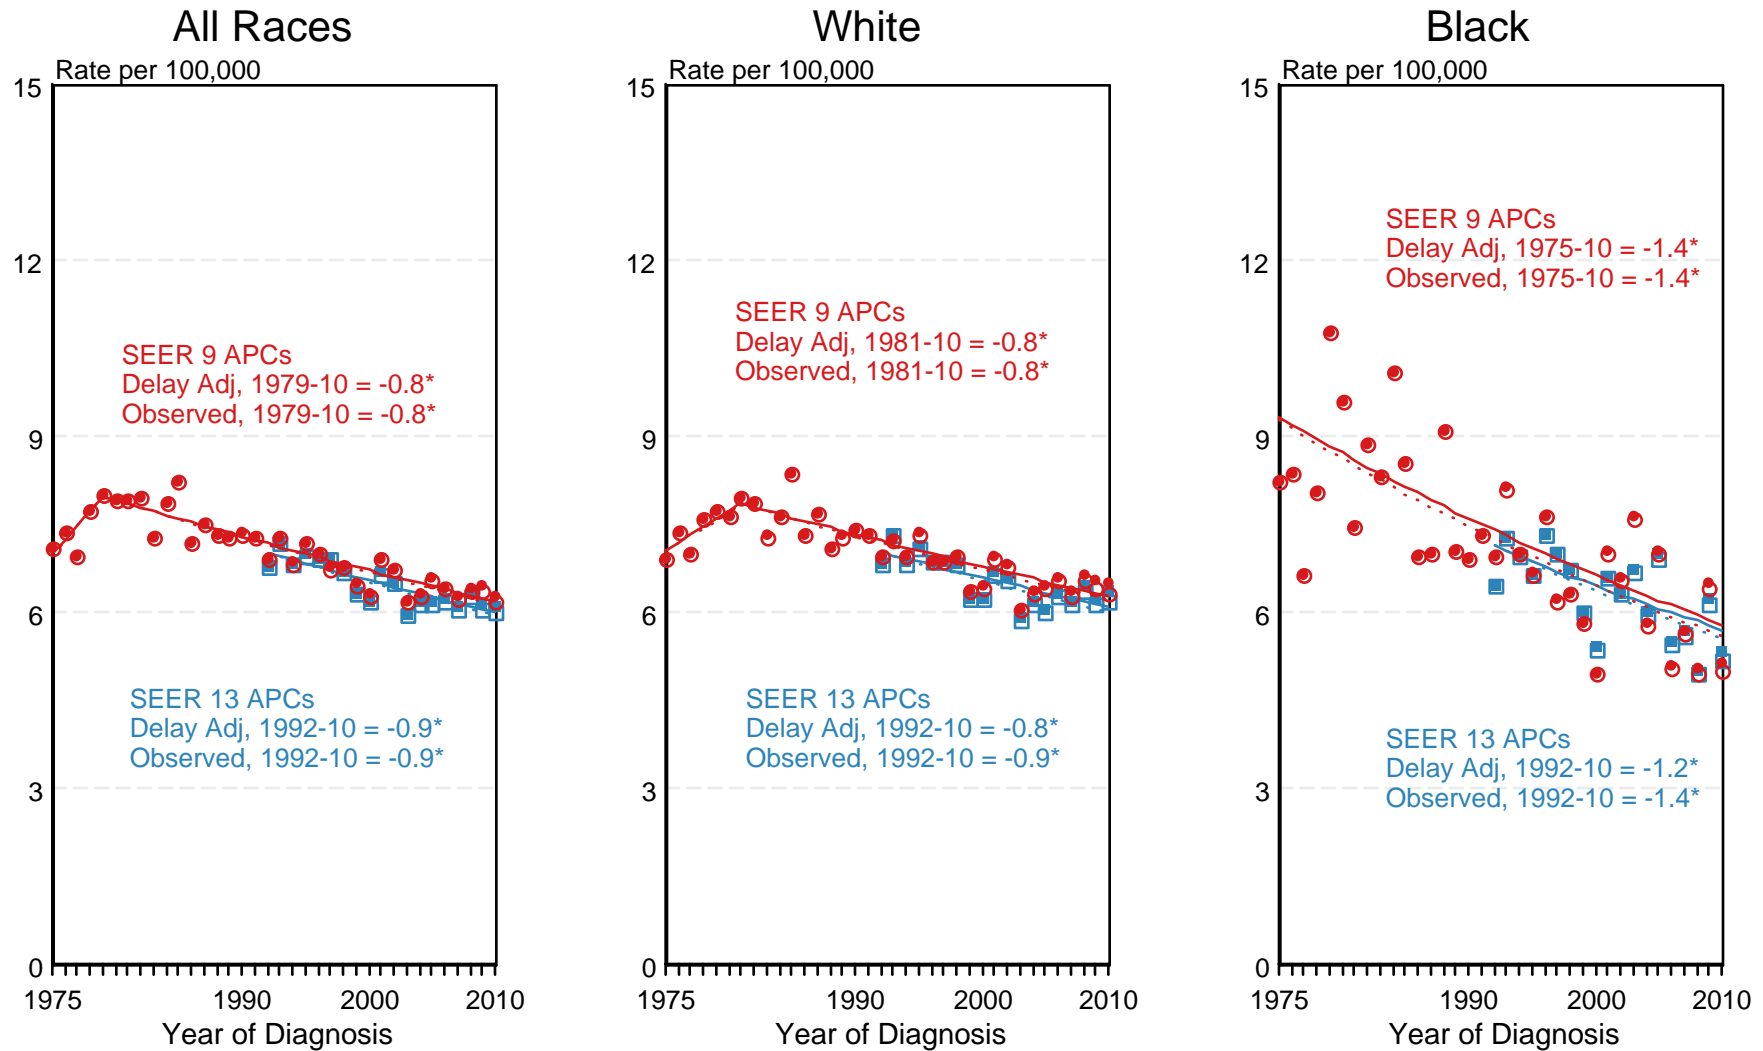 All Races
Rate per 100,000
15
12
9
6
3
0
SEER 9 APCs
Delay Adj, 1979-10 = -0.8*
Observed, 1979-10 = -0.8*
SEER 13 APCs
Delay Adj, 1992-10 = -0.9*
Observed, 1992-10 = -0.9*
1975 1990 2000 2010
Year of Diagnosis
White
Rate per 100,000
15
12
9
6
3
0
SEER 9 APCs
Delay Adj, 1981-10 = -0.8*
Observed, 1981-10 = -0.8*
SEER 13 APCs
Delay Adj, 1992-10 = -0.8*
Observed, 1992-10 = -0.9*
1975 1990 2000 2010
Year of Diagnosis
Black
Rate per 100,000
15
12
9
6
3
0
SEER 9 APCs
Delay Adj, 1975-10 = -1.4*
Observed, 1975-10 = -1.4*
SEER 13 APCs
Delay Adj, 1992-10 = -1.2*
Observed, 1992-10 = -1.4*
1975 1990 2000 2010
Year of Diagnosis